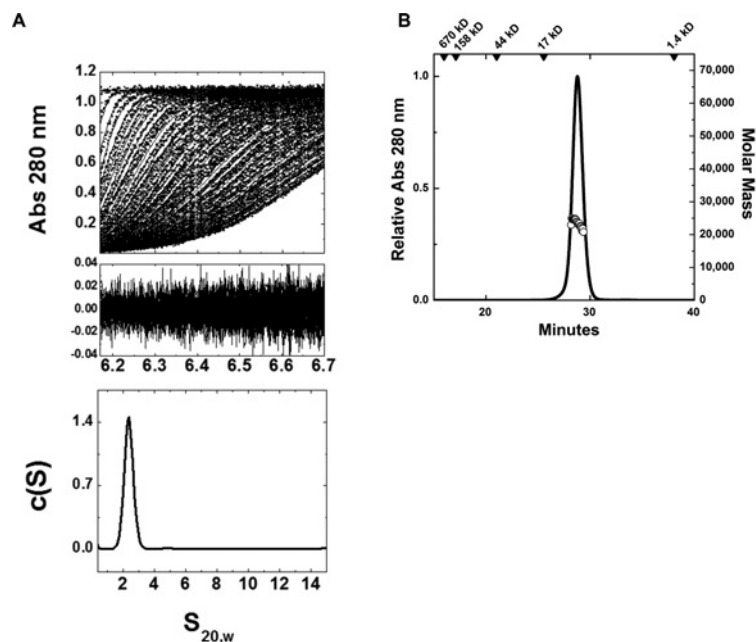 A
Abs 280 nm
1.2
1.0
0.8
0.6
0.4
0.2
0.04
0.02
0.00
-0.02
-0.04
6.2 6.3 6.4 6.5 6.6 6.7
c(S)
1.4
0.7
0.0
2 4 6 8 10 12 14
S20,w
B
670 kD 158 kD 44 kD 17 kD 1.4 kD
Relative Abs 280 nm
1.0
0.5
0.0
70,000
60,000
50,000
40,000
30,000
20,000
10,000
0
Molar Mass
20 30 40
Minutes